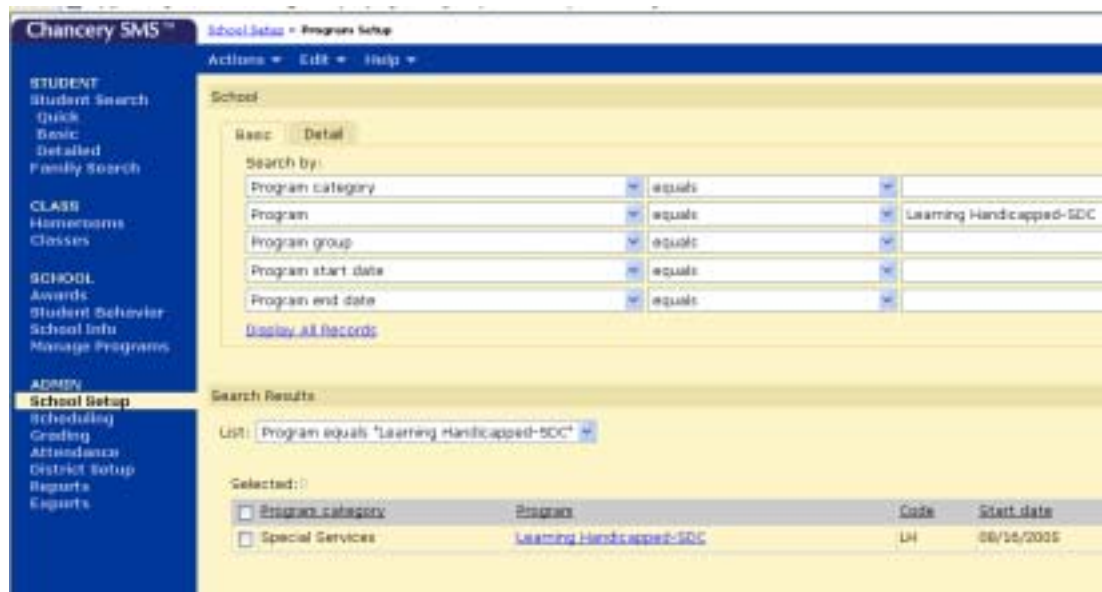 Chancery SMS™
School Setup > Program Setup
Actions Edit Help
STUDENT
Student Search
Quick
Basic
Detailed
Family Search
CLASS
Homerooms
Classes
SCHOOL
Awards
Student Behavior
School Info
Manage Programs
ADMIN
School Setup
Scheduling
Grading
Attendance
District Setup
Reports
Exports
School
Basic Detail
Search by:
Program category equals
Program equals Learning Handicapped-SDC
Program group equals
Program start date equals
Program end date equals
Display All Records
Search Results
List: Program equals "Learning Handicapped-SDC"
Selected:
Program category Program Code Start date
Special Services Learning Handicapped-SDC LH 08/16/2005